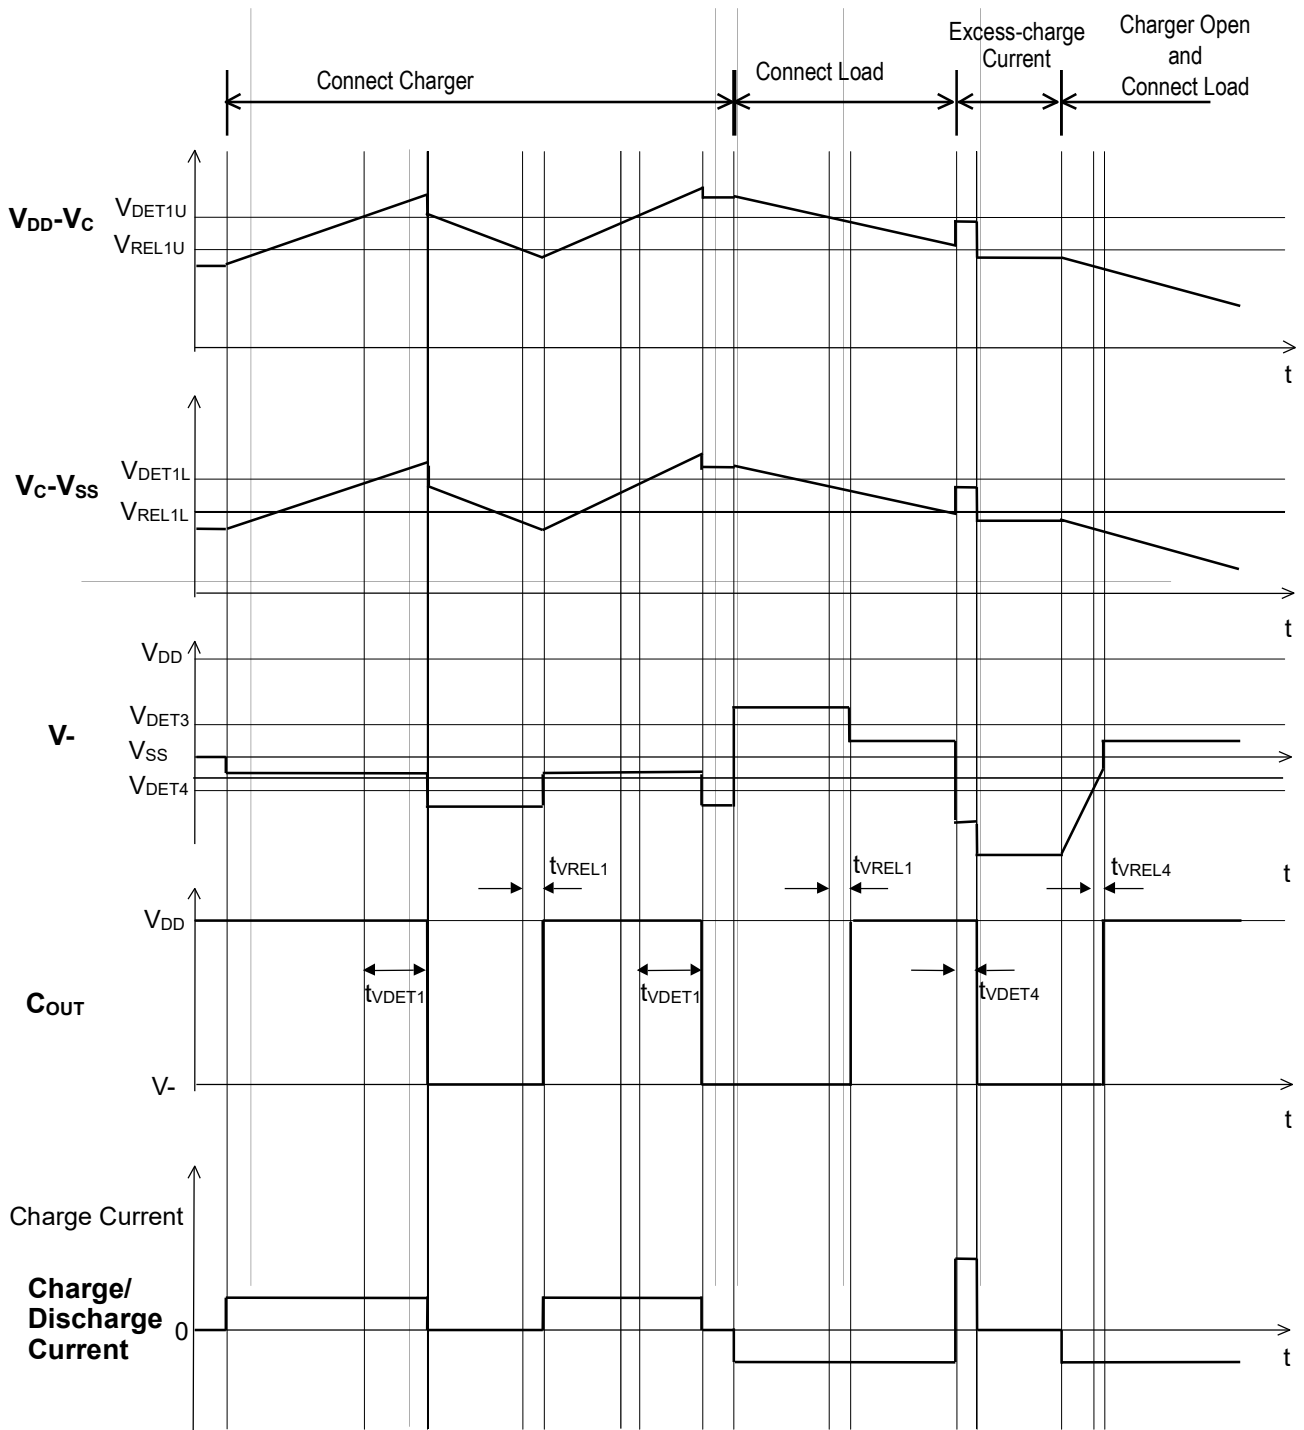 Excess-charge
Current
Charger Open
and
Connect Load
Connect Charger
Connect Load
VDD-VC
VDET1U
VREL1U
t
VC-VSS
VDET1L
VREL1L
t
VDD
V-
VDET3
VSS
VDET4
t
tVREL1
tVREL1
tVREL4
VDD
COUT
tVDET1
tVDET1
tVDET4
V-
t
Charge Current
Charge/
Discharge
Current
0
t